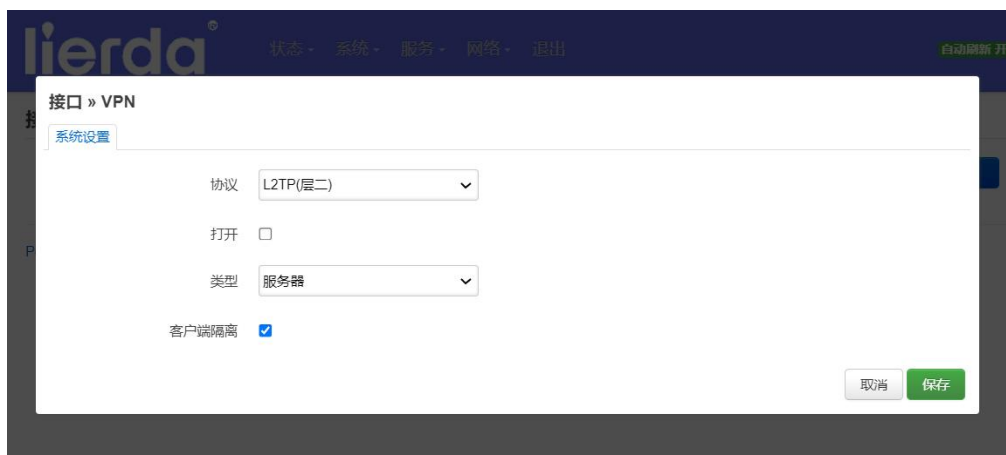 lierda®
状态 系统 服务 网络 退出
自动刷新 开
接口 » VPN
系统设置
协议 L2TP(层二)
打开
类型 服务器
客户端隔离
取消 保存